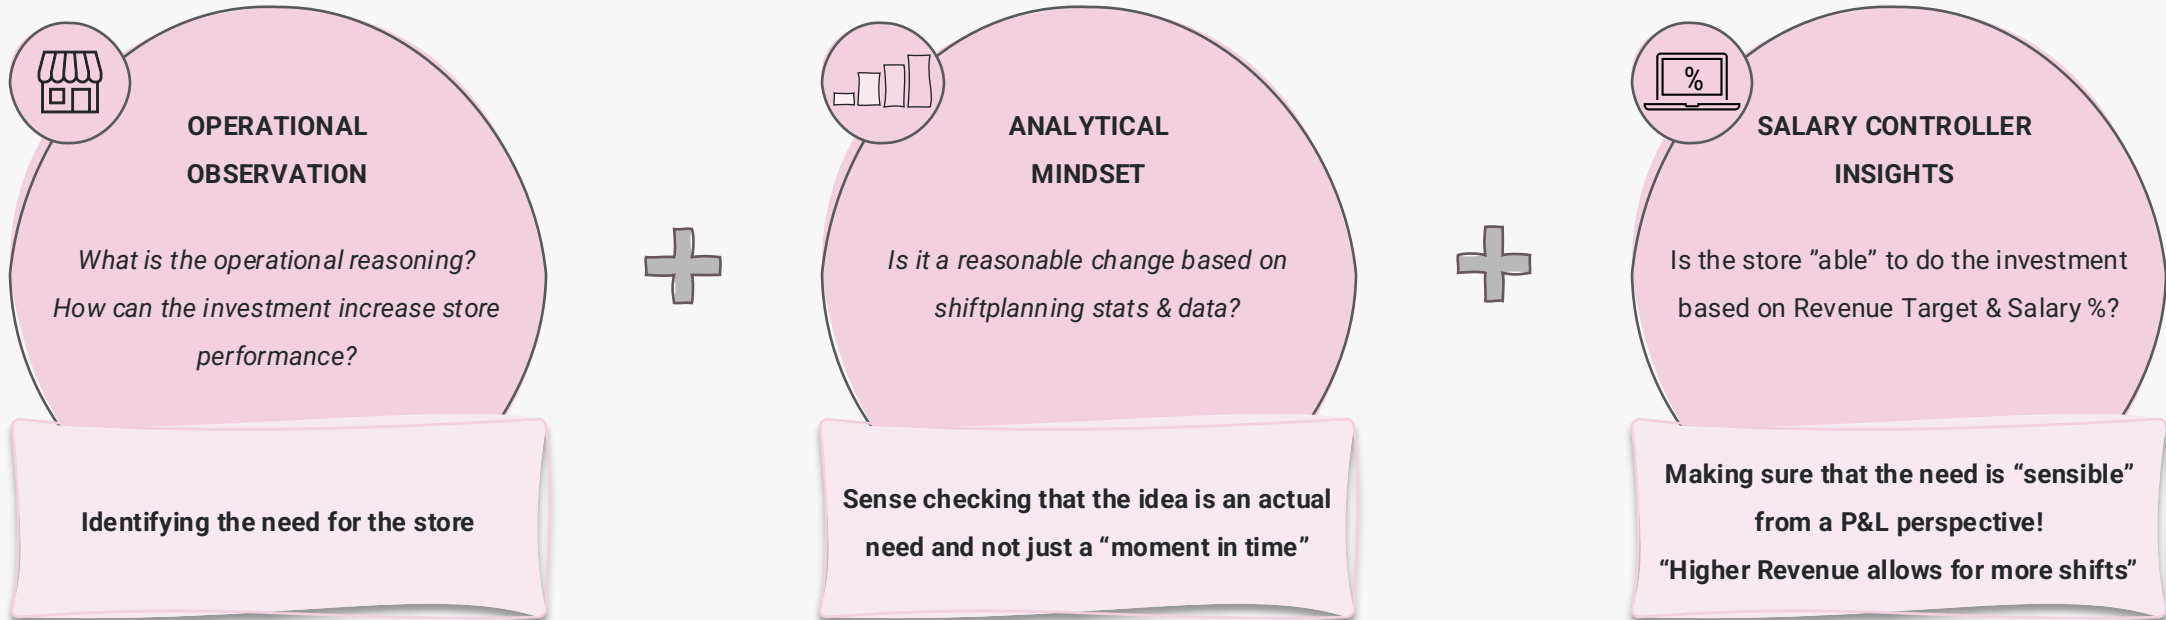 OPERATIONAL
OBSERVATION
What is the operational reasoning?
How can the investment increase store
performance?
Identifying the need for the store
ANALYTICAL
MINDSET
Is it a reasonable change based on
shiftplanning stats & data?
Sense checking that the idea is an actual
need and not just a “moment in time”
%
SALARY CONTROLLER
INSIGHTS
Is the store ”able” to do the investment
based on Revenue Target & Salary %?
Making sure that the need is “sensible”
from a P&L perspective!
“Higher Revenue allows for more shifts”